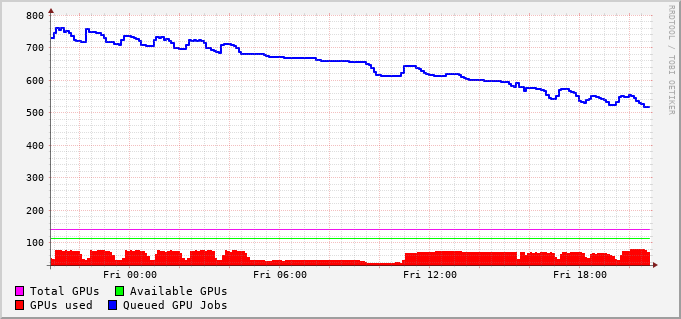 800
700
600
500
400
300
200
100
Fri 00:00 Fri 06:00 Fri 12:00 Fri 18:00
Total GPUs Available GPUs
GPUs used Queued GPU Jobs
RRDTOOL / TOBI OETIKER